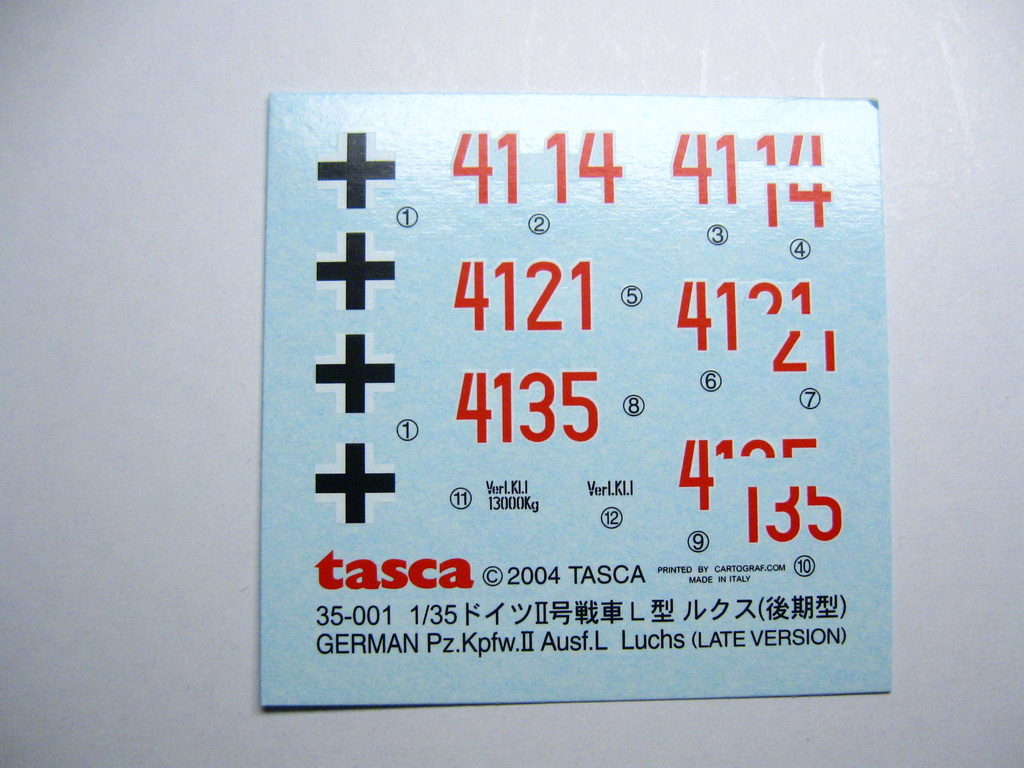 ① 41 14 ② 41 ③ 14 ④
4121 ⑤ 41 ⑥ 21 ⑦
① 4135 ⑧
⑪ Verl.Kl.I
13000Kg
Verl.Kl.I
⑫
4135 ⑨ 135 ⑩
tasca ©2004 TASCA PRINTED BY CARTOGRAF.COM
MADE IN ITALY
35-001 1/35ドイツII号戦車L型 ルクス(後期型)
GERMAN Pz.Kpfw.II Ausf.L Luchs (LATE VERSION)